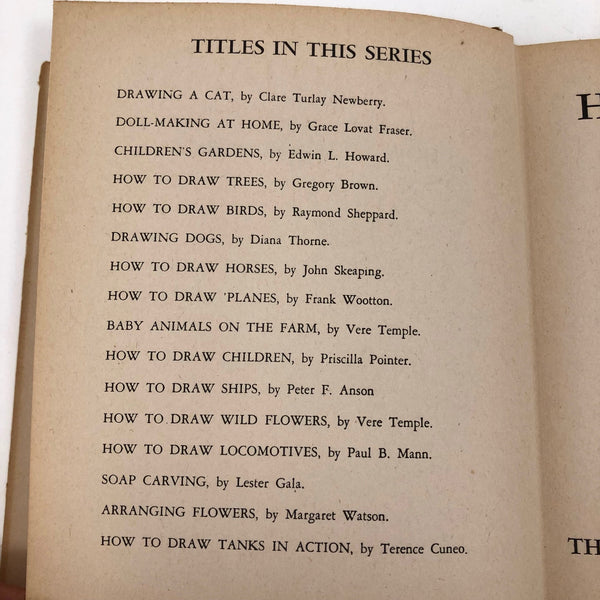 TITLES IN THIS SERIES
DRAWING A CAT, by Clare Turlay Newberry.
DOLL-MAKING AT HOME, by Grace Lovat Fraser.
CHILDREN'S GARDENS, by Edwin L. Howard.
HOW TO DRAW TREES, by Gregory Brown.
HOW TO DRAW BIRDS, by Raymond Sheppard.
DRAWING DOGS, by Diana Thorne.
HOW TO DRAW HORSES, by John Skeaping.
HOW TO DRAW 'PLANES, by Frank Wootton.
BABY ANIMALS ON THE FARM, by Vere Temple.
HOW TO DRAW CHILDREN, by Priscilla Pointer.
HOW TO DRAW SHIPS, by Peter F. Anson
HOW TO DRAW WILD FLOWERS, by Vere Temple.
HOW TO DRAW LOCOMOTIVES, by Paul B. Mann.
SOAP CARVING, by Lester Gala.
ARRANGING FLOWERS, by Margaret Watson.
HOW TO DRAW TANKS IN ACTION, by Terence Cuneo.
H
TH